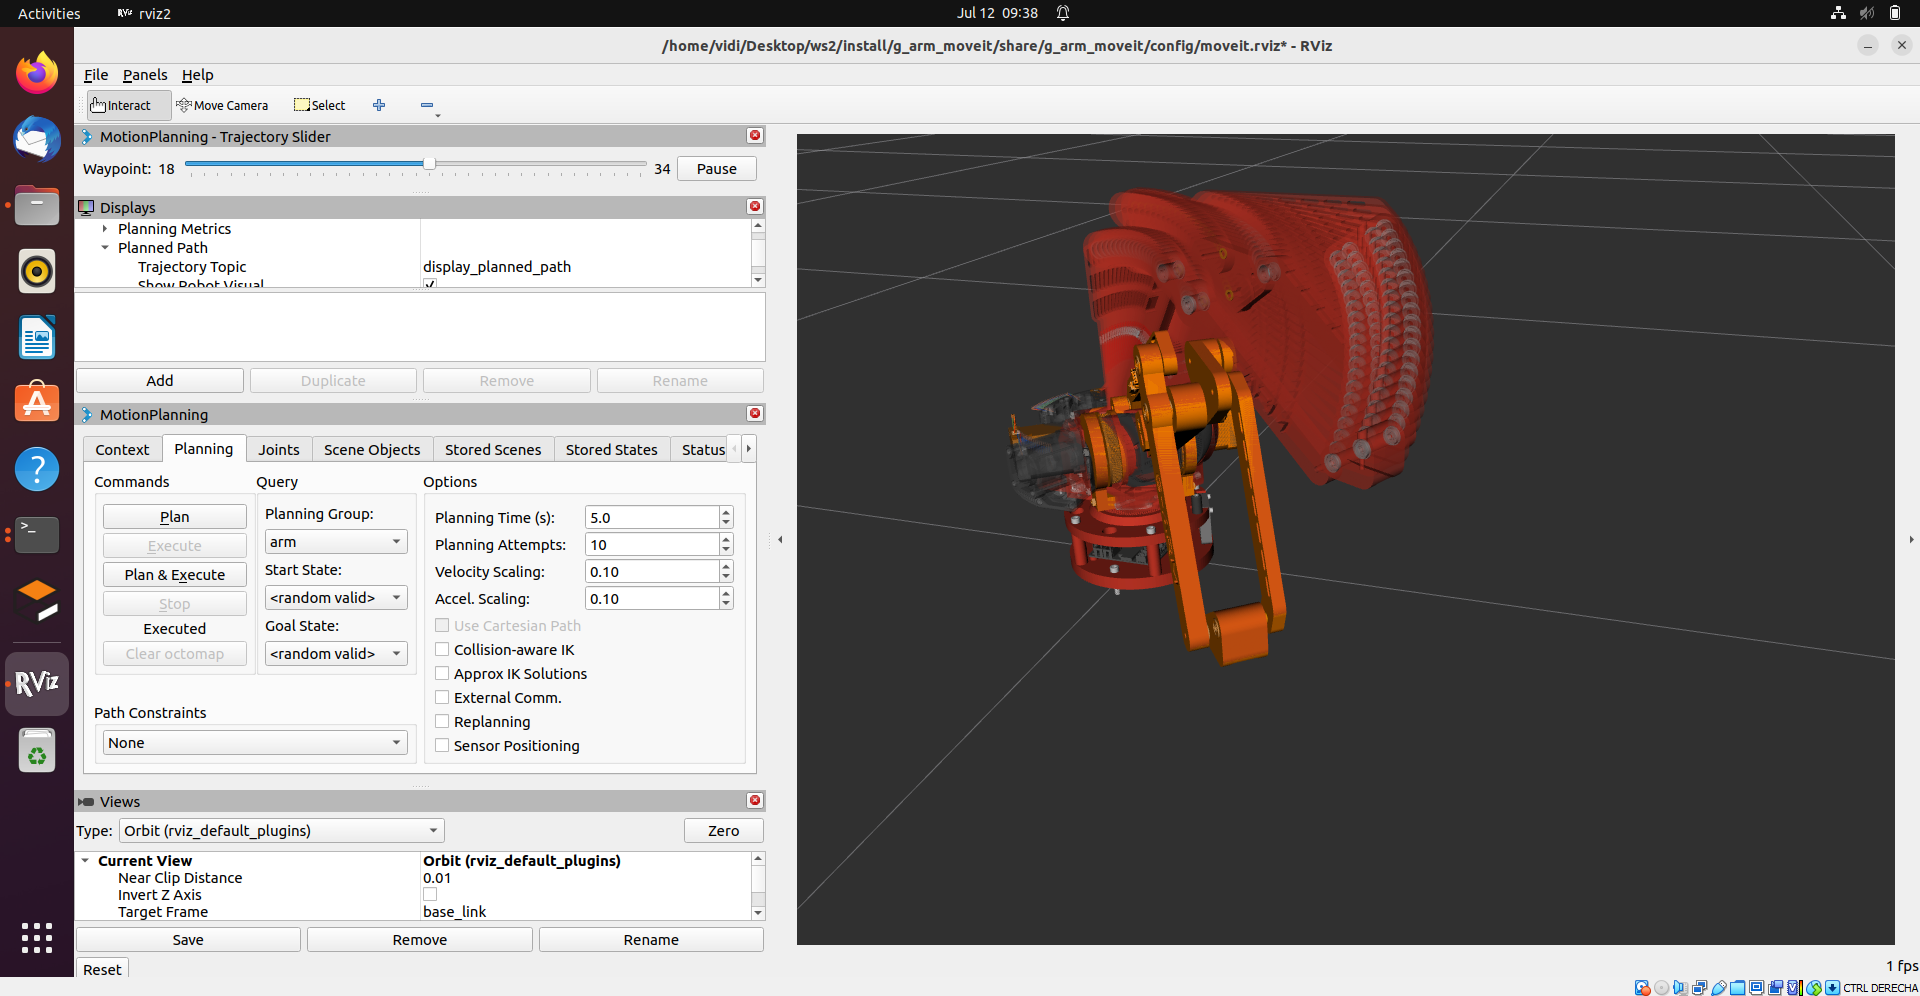 Activities
RViz rviz2
Jul 12 09:38
/home/vidi/Desktop/ws2/install/g_arm_moveit/share/g_arm_moveit/config/moveit.rviz* - RViz
File Panels Help
Interact Move Camera Select
MotionPlanning - Trajectory Slider
Waypoint: 18 34 Pause
Displays
Planning Metrics
Planned Path
Trajectory Topic display_planned_path
Show Robot Visual
Add Duplicate Remove Rename
MotionPlanning
Context Planning Joints Scene Objects Stored Scenes Stored States Status
Commands Query Options
Plan
Execute
Plan & Execute
Stop
Executed
Clear octomap
Planning Group:
arm
Start State:
<random valid>
Goal State:
<random valid>
Planning Time (s): 5.0
Planning Attempts: 10
Velocity Scaling: 0.10
Accel. Scaling: 0.10
Use Cartesian Path
Collision-aware IK
Approx IK Solutions
External Comm.
Replanning
Sensor Positioning
Path Constraints
None
RViz
Views
Type: Orbit (rviz_default_plugins) Zero
Current View Orbit (rviz_default_plugins)
Near Clip Distance 0.01
Invert Z Axis
Target Frame base_link
Save Remove Rename
Reset
1 fps
CTRL DERECHA